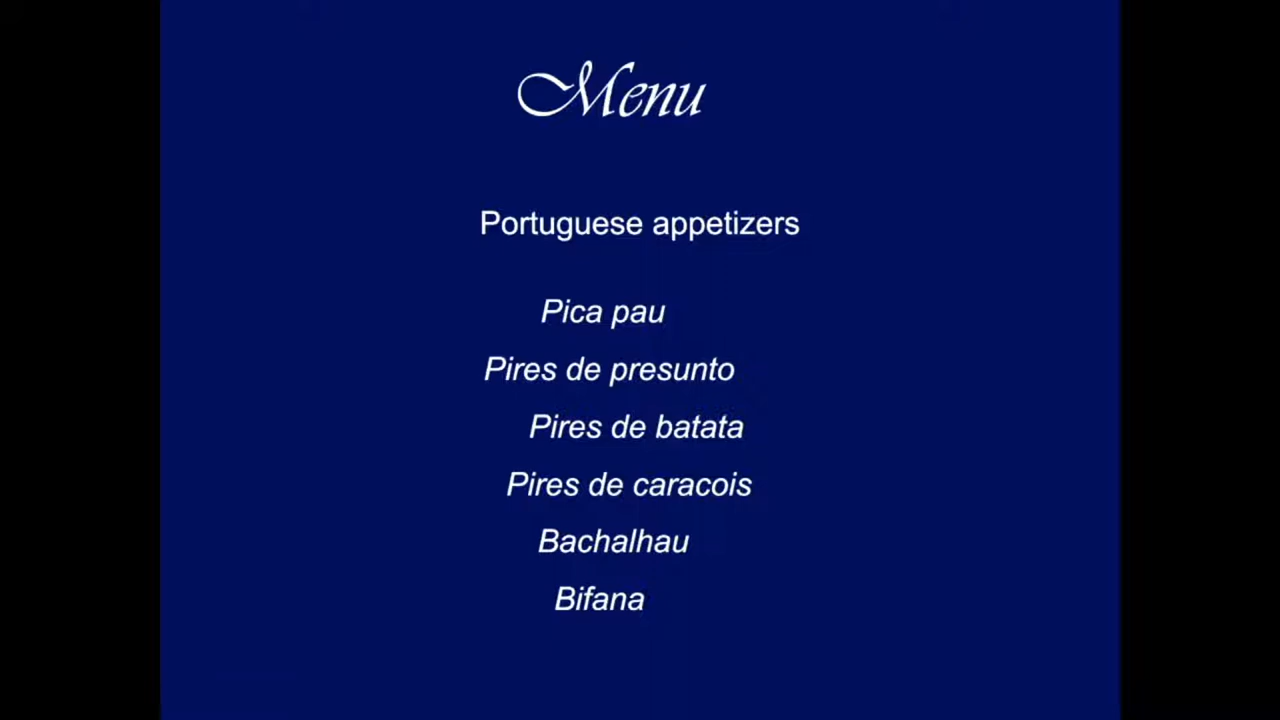 Menu
Portuguese appetizers
Pica pau
Pires de presunto
Pires de batata
Pires de caracois
Bachalhau
Bifana